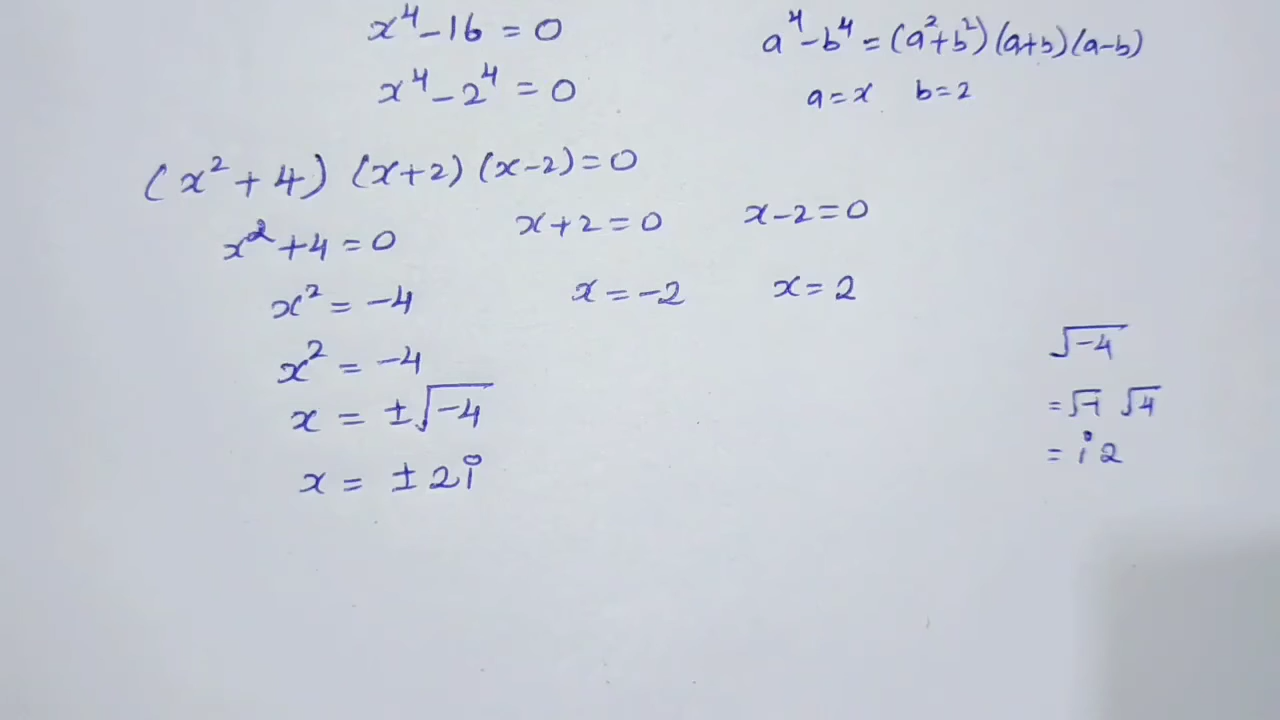 x⁴-16=0
a⁴-b⁴=(a²+b²)(a+b)(a-b)
x⁴-2⁴=0
a=x b=2
(x²+4)(x+2)(x-2)=0
x²+4=0 x+2=0 x-2=0
x²=-4 x=-2 x=2
x²=-4
x=±√-4
x=±2i
√-4
=√-1 √4
=i2